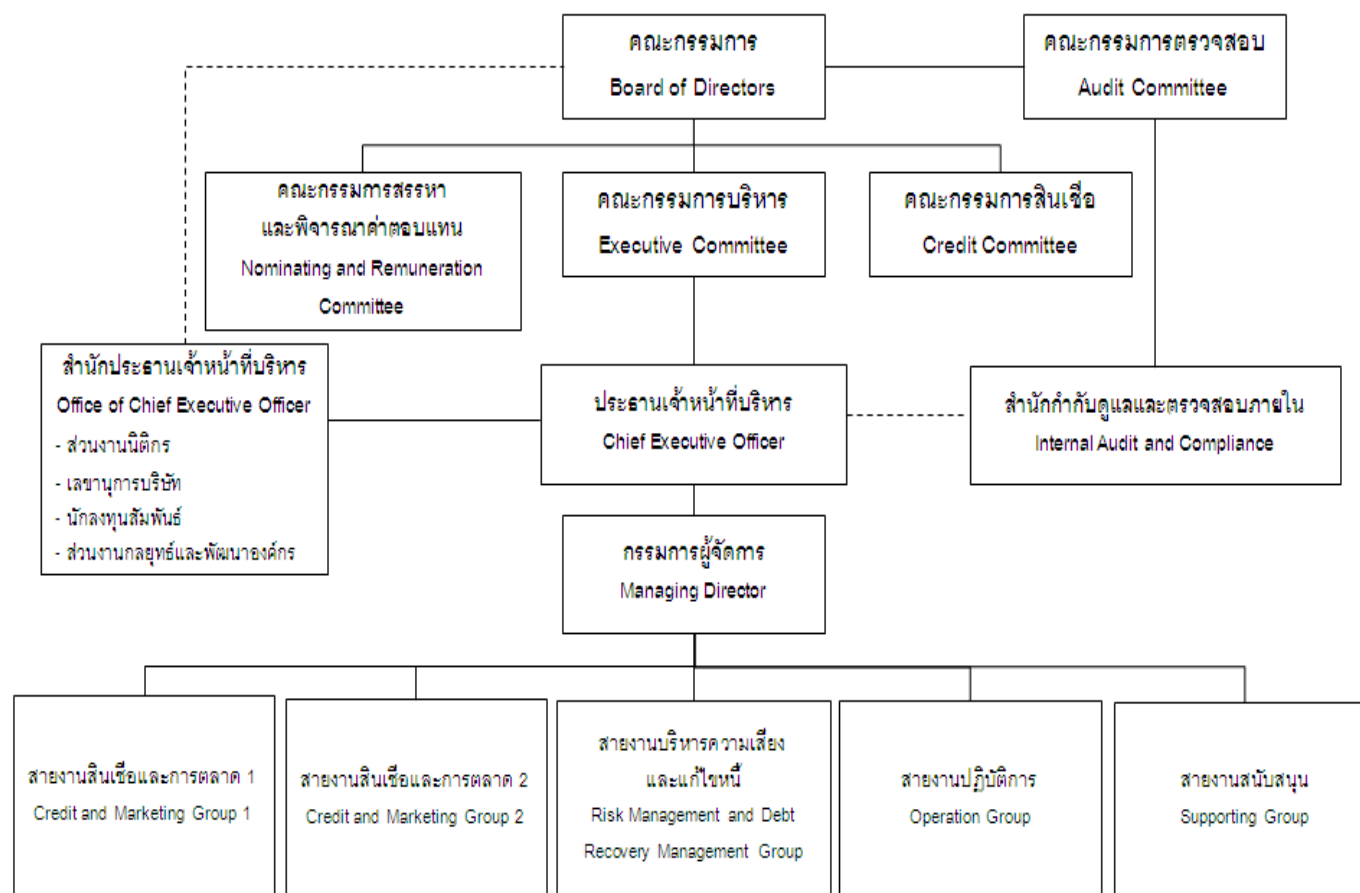 คณะกรรมการ
Board of Directors
คณะกรรมการตรวจสอบ
Audit Committee
คณะกรรมการสรรหา
และพิจารณาค่าตอบแทน
Nominating and Remuneration
Committee
คณะกรรมการบริหาร
Executive Committee
คณะกรรมการสินเชื่อ
Credit Committee
สำนักประธานเจ้าหน้าที่บริหาร
Office of Chief Executive Officer
- ส่วนงานนิติกร
- เลขานุการบริษัท
- นักลงทุนสัมพันธ์
- ส่วนงานกลยุทธ์และพัฒนาองค์กร
ประธานเจ้าหน้าที่บริหาร
Chief Executive Officer
สำนักกำกับดูแลและตรวจสอบภายใน
Internal Audit and Compliance
กรรมการผู้จัดการ
Managing Director
สายงานสินเชื่อและการตลาด 1
Credit and Marketing Group 1
สายงานสินเชื่อและการตลาด 2
Credit and Marketing Group 2
สายงานบริหารความเสี่ยง
และแก้ไขหนี้
Risk Management and Debt
Recovery Management Group
สายงานปฏิบัติการ
Operation Group
สายงานสนับสนุน
Supporting Group